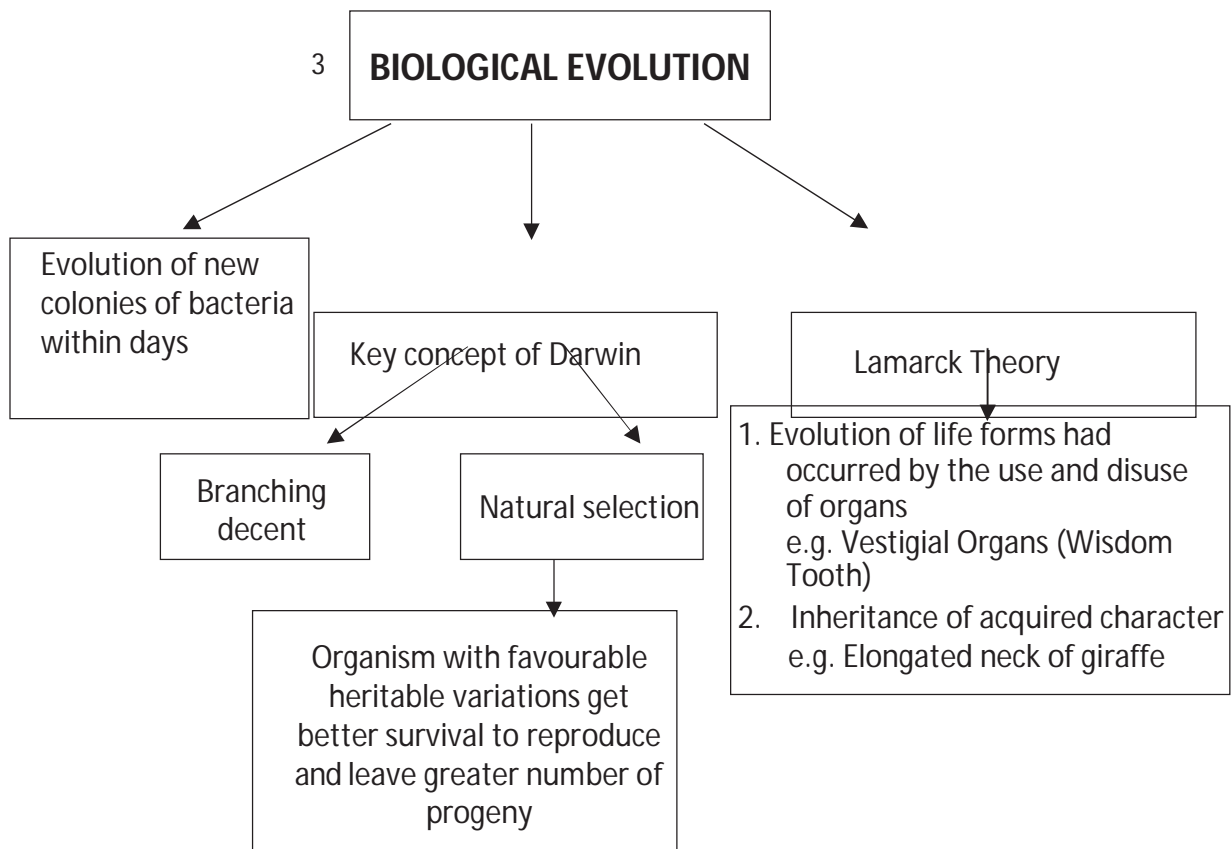 3
BIOLOGICAL EVOLUTION
Evolution of new
colonies of bacteria
within days
Key concept of Darwin
Lamarck Theory
Branching
decent
Natural selection
Organism with favourable
heritable variations get
better survival to reproduce
and leave greater number of
progeny
1. Evolution of life forms had
occurred by the use and disuse
of organs
e.g. Vestigial Organs (Wisdom
Tooth)
2. Inheritance of acquired character
e.g. Elongated neck of giraffe